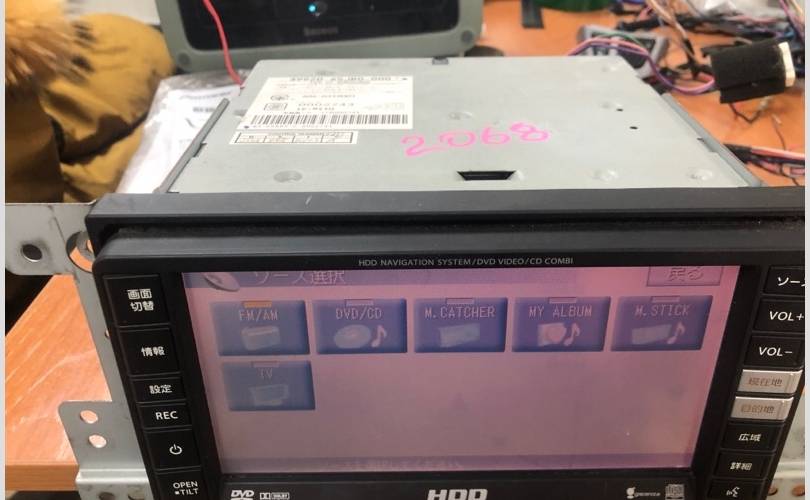 2068
HDD NAVIGATION SYSTEM/DVD VIDEO/CD COMBI
ソース選択
戻る
FM/AM
DVD/CD
M.CATCHER
MY ALBUM
M.STICK
TV
画面
切替
情報
設定
REC
OPEN
TILT
VOL+
VOL-
現在地
目的地
広域
詳細
DVD
HDD
gracenote